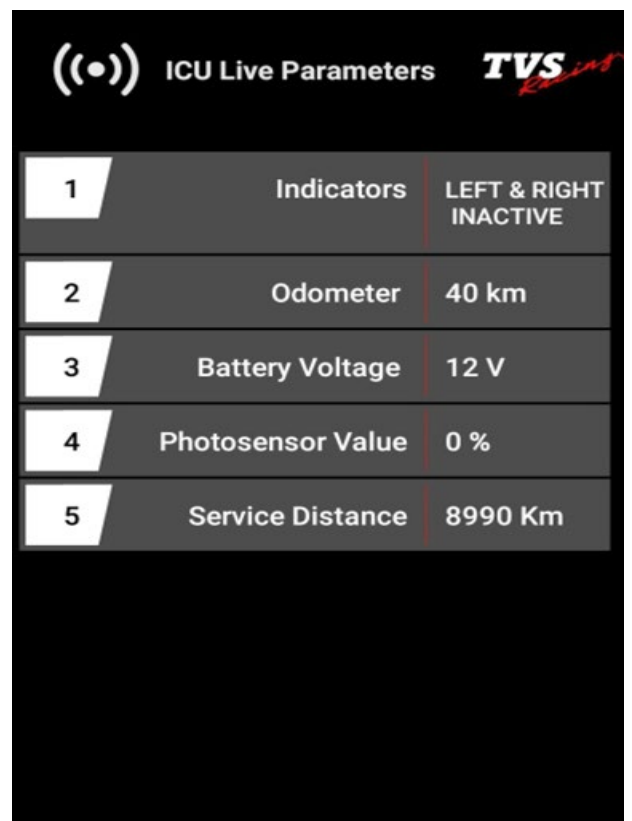 ICU Live Parameters
TVS
Racing
1 Indicators LEFT & RIGHT
INACTIVE
2 Odometer 40 km
3 Battery Voltage 12 V
4 Photosensor Value 0 %
5 Service Distance 8990 Km